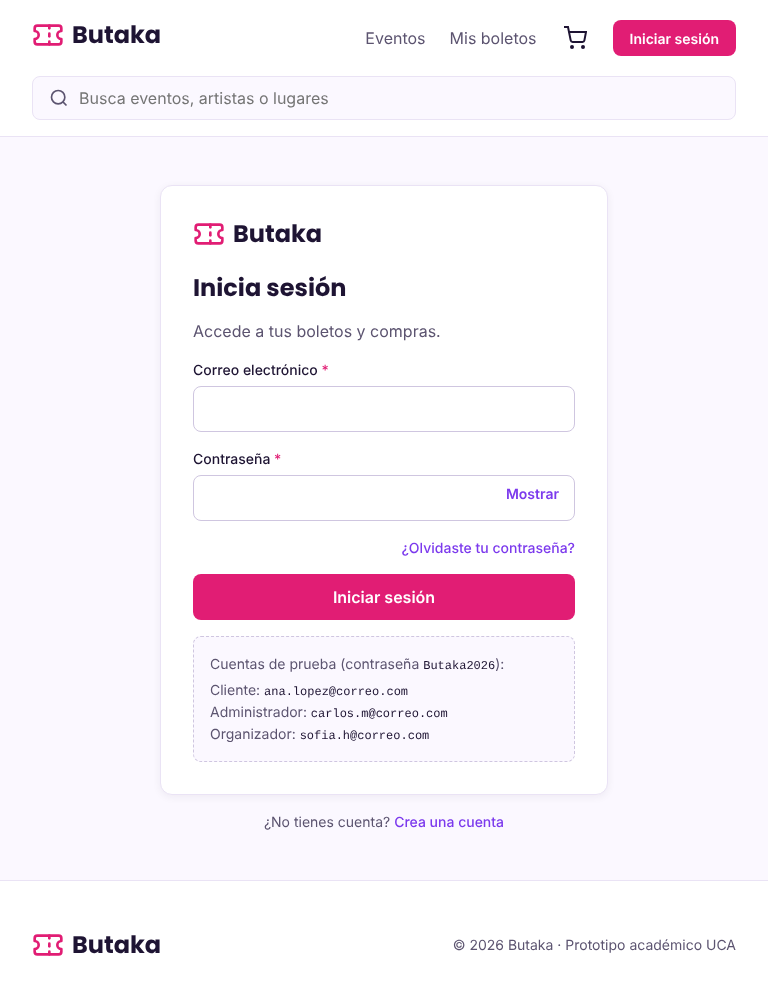 Butaka
Eventos
Mis boletos
Iniciar sesión
Busca eventos, artistas o lugares
Butaka
Inicia sesión
Accede a tus boletos y compras.
Correo electrónico *
Contraseña *
Mostrar
¿Olvidaste tu contraseña?
Iniciar sesión
Cuentas de prueba (contraseña Butaka2026):
Cliente: ana.lopez@correo.com
Administrador: carlos.m@correo.com
Organizador: sofia.h@correo.com
¿No tienes cuenta? Crea una cuenta
Butaka
© 2026 Butaka · Prototipo académico UCA